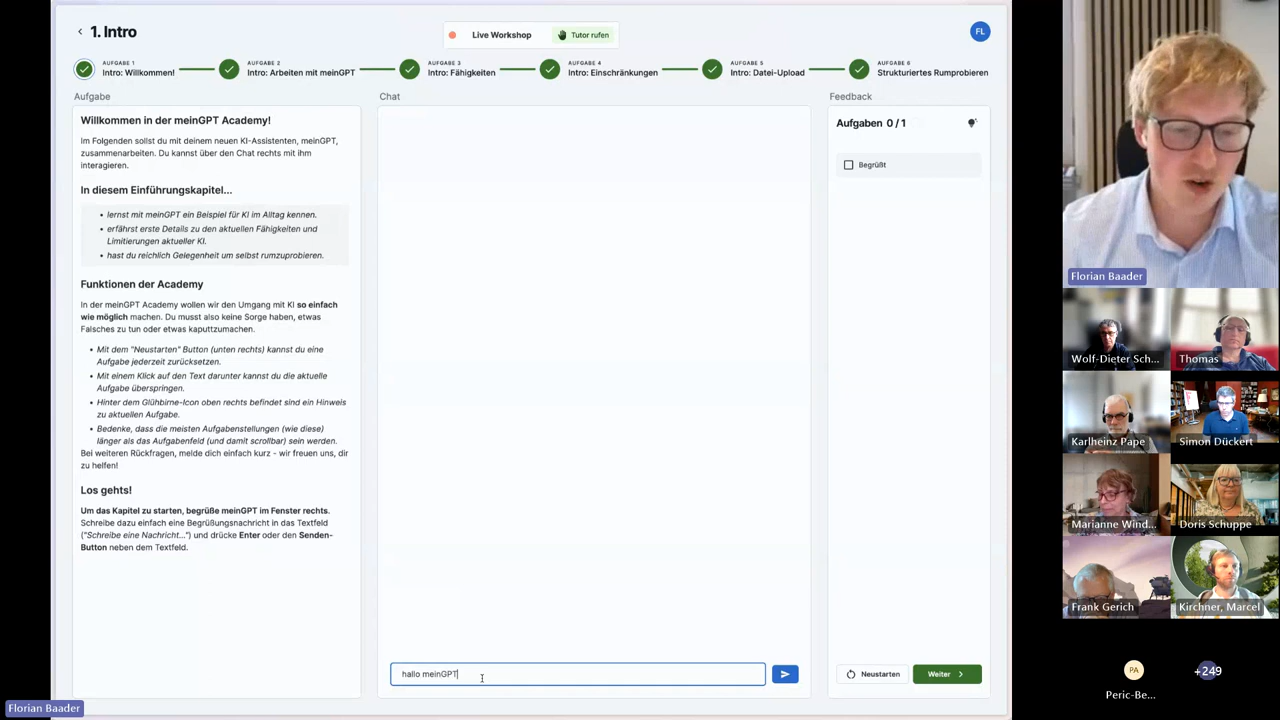 1. Intro
Live Workshop
Tutor rufen
FL
AUFGABE 1
Intro: Willkommen!
AUFGABE 2
Intro: Arbeiten mit meinGPT
AUFGABE 3
Intro: Fähigkeiten
AUFGABE 4
Intro: Einschränkungen
AUFGABE 5
Intro: Datei-Upload
AUFGABE 6
Strukturiertes Rumprobieren
Aufgabe
Willkommen in der meinGPT Academy!
Im Folgenden sollst du mit deinem neuen KI-Assistenten, meinGPT,
zusammenarbeiten. Du kannst über den Chat rechts mit ihm
interagieren.
In diesem Einführungskapitel...
• lernst mit meinGPT ein Beispiel für KI im Alltag kennen.
• erfährst erste Details zu den aktuellen Fähigkeiten und
Limitierungen aktueller KI.
• hast du reichlich Gelegenheit um selbst rumzuprobieren.
Funktionen der Academy
In der meinGPT Academy wollen wir den Umgang mit KI so einfach
wie möglich machen. Du musst also keine Sorge haben, etwas
Falsches zu tun oder etwas kaputtzumachen.
• Mit dem "Neustarten" Button (unten rechts) kannst du eine
Aufgabe jederzeit zurücksetzen.
• Mit einem Klick auf den Text darunter kannst du die aktuelle
Aufgabe überspringen.
• Hinter dem Glühbirne-Icon oben rechts befindet sind ein Hinweis
zu aktuellen Aufgabe.
• Bedenke, dass die meisten Aufgabenstellungen (wie diese)
länger als das Aufgabenfeld (und damit scrollbar) sein werden.
Bei weiteren Rückfragen, melde dich einfach kurz - wir freuen uns, dir
zu helfen!
Los gehts!
Um das Kapitel zu starten, begrüße meinGPT im Fenster rechts.
Schreibe dazu einfach eine Begrüßungsnachricht in das Textfeld
("Schreibe eine Nachricht...") und drücke Enter oder den Senden-
Button neben dem Textfeld.
Chat
hallo meinGPT
Feedback
Aufgaben 0 / 1
Begrüßt
Neustarten
Weiter
Florian Baader
Wolf-Dieter Sch...
Thomas
Karlheinz Pape
Simon Dückert
Marianne Wind...
Doris Schuppe
Frank Gerich
Kirchner, Marcel
PA
Peric-Be...
+249
Florian Baader